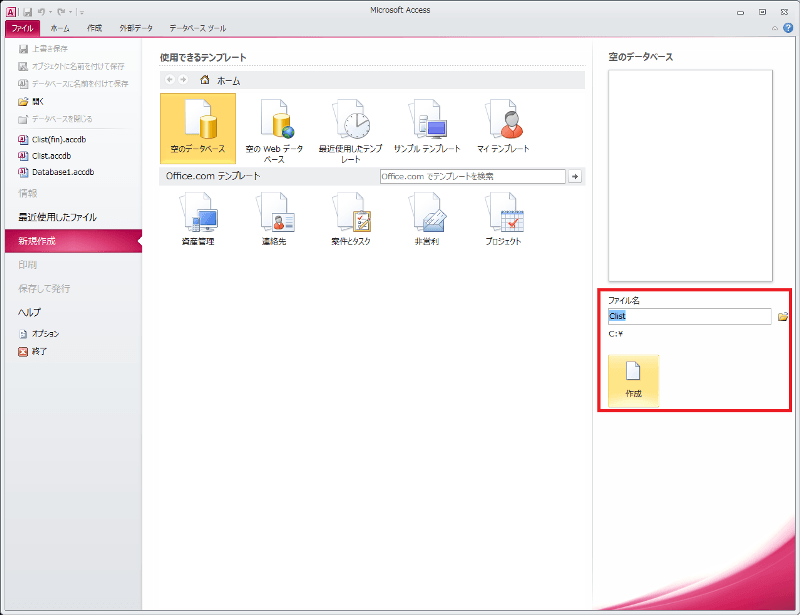 Microsoft Access
ファイル ホーム 作成 外部データ データベース ツール
上書き保存
オブジェクトに名前を付けて保存
データベースに名前を付けて保存
開く
データベースを閉じる
Clist(fin).accdb
Clist.accdb
Database1.accdb
情報
最近使用したファイル
新規作成
印刷
保存して発行
ヘルプ
オプション
終了
使用できるテンプレート
ホーム
空のデータベース
空の Web データ
ベース
最近使用したテンプ
レート
サンプル テンプレート
マイ テンプレート
Office.com テンプレート
Office.com でテンプレートを検索
資産管理
連絡先
案件とタスク
非営利
プロジェクト
空のデータベース
ファイル名
Clist
C:¥
作成